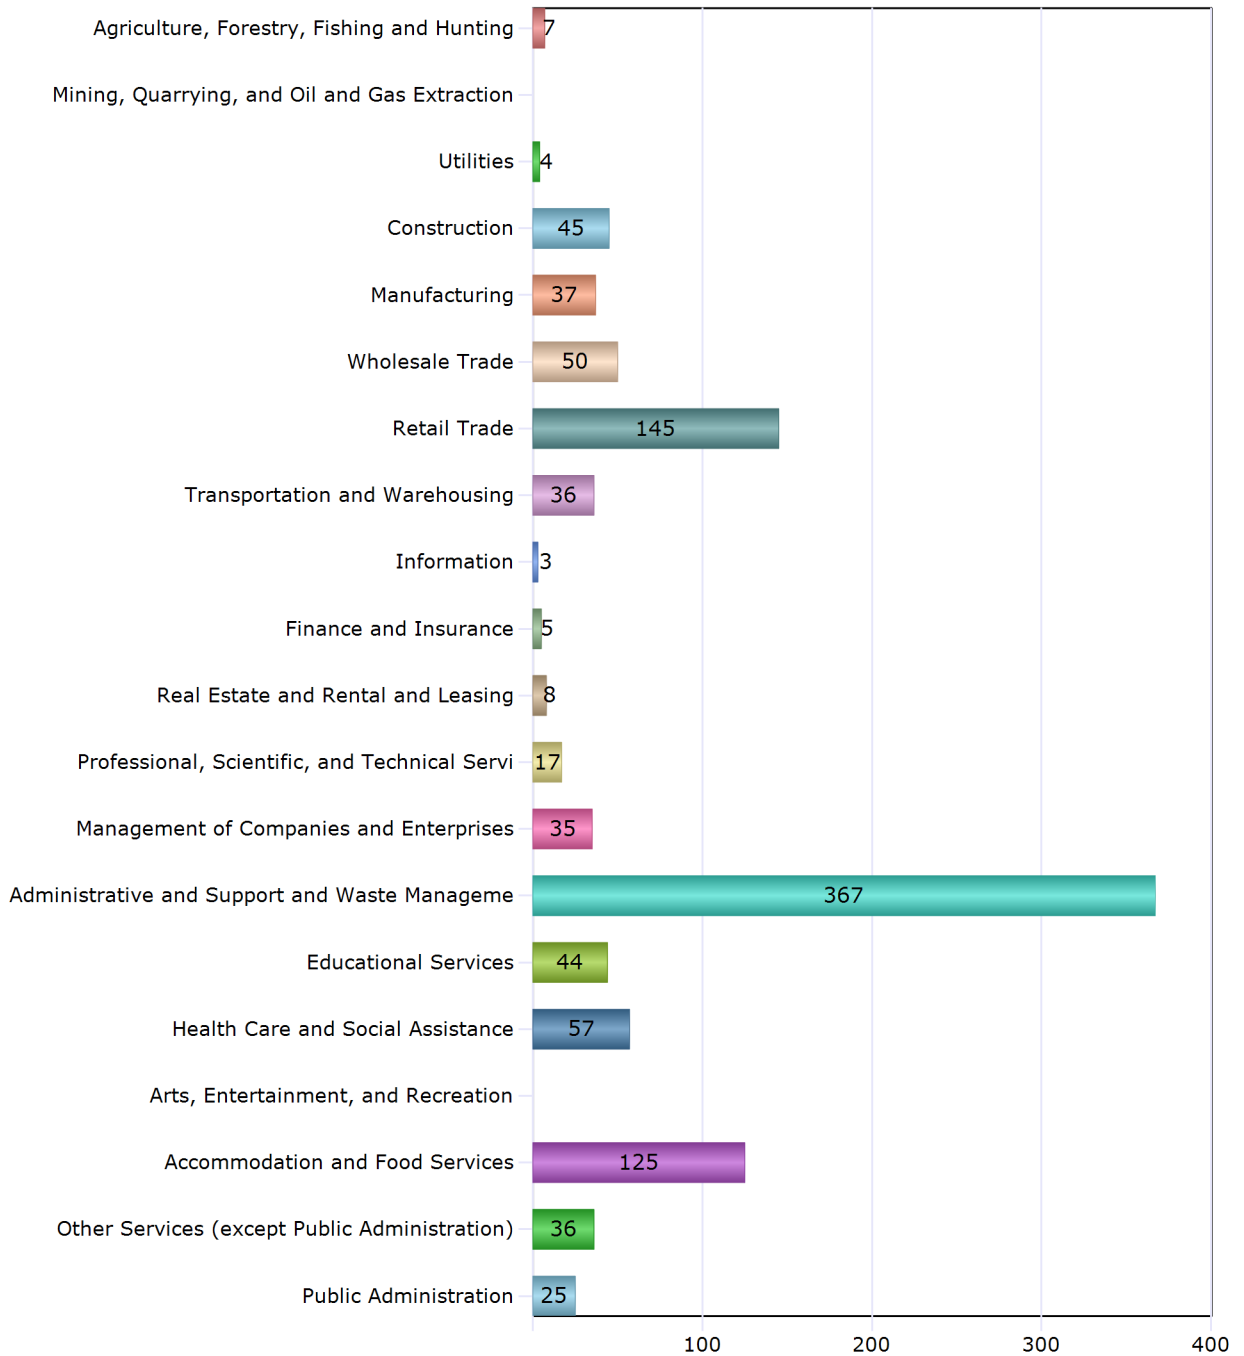 Agriculture, Forestry, Fishing and Hunting 7
Mining, Quarrying, and Oil and Gas Extraction
Utilities 4
Construction 45
Manufacturing 37
Wholesale Trade 50
Retail Trade 145
Transportation and Warehousing 36
Information 3
Finance and Insurance 5
Real Estate and Rental and Leasing 8
Professional, Scientific, and Technical Servi 17
Management of Companies and Enterprises 35
Administrative and Support and Waste Manageme 367
Educational Services 44
Health Care and Social Assistance 57
Arts, Entertainment, and Recreation
Accommodation and Food Services 125
Other Services (except Public Administration) 36
Public Administration 25
100 200 300 400